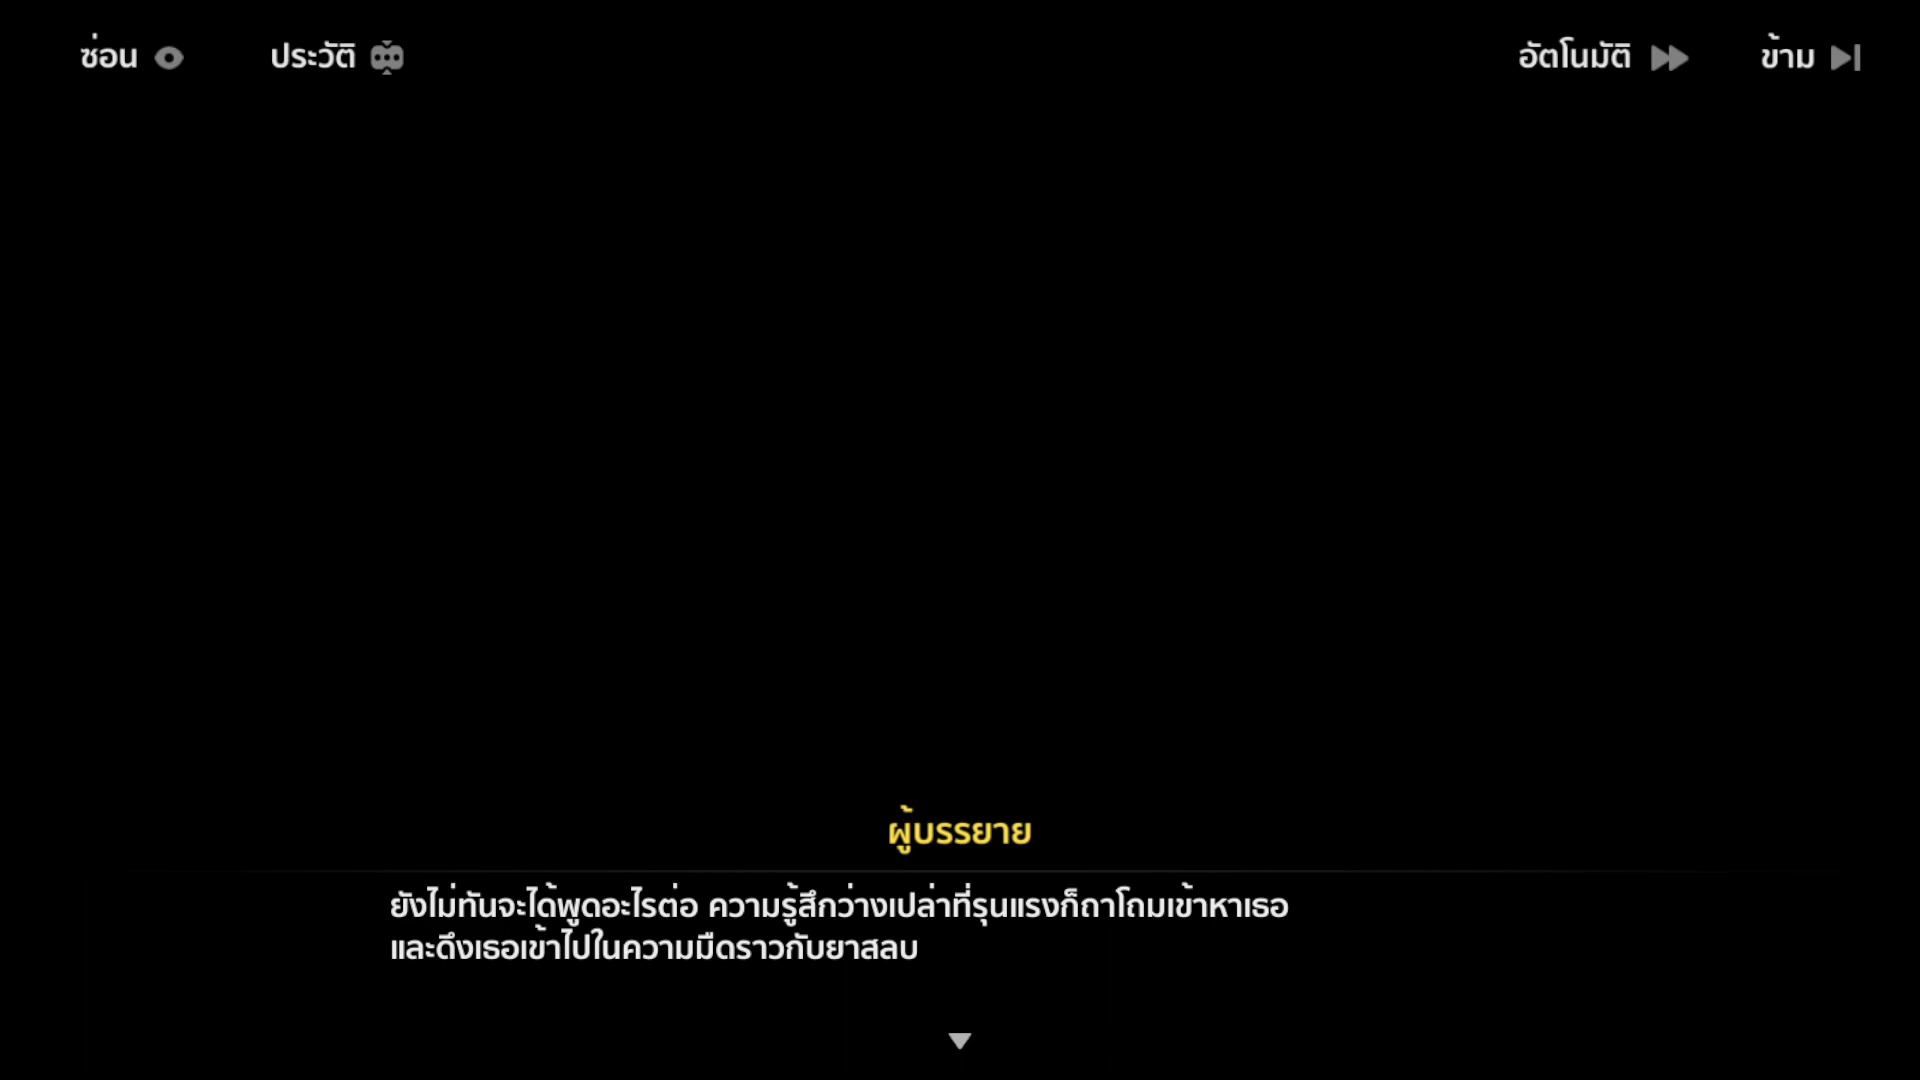 ซ่อน
ประวัติ
อัตโนมัติ
ข้าม
ผู้บรรยาย
ยังไม่ทันจะได้พูดอะไรต่อ ความรู้สึกว่างเปล่าที่รุนแรงก็ถาโถมเข้าหาเธอ
และดึงเธอเข้าไปในความมืดราวกับยาสลบ